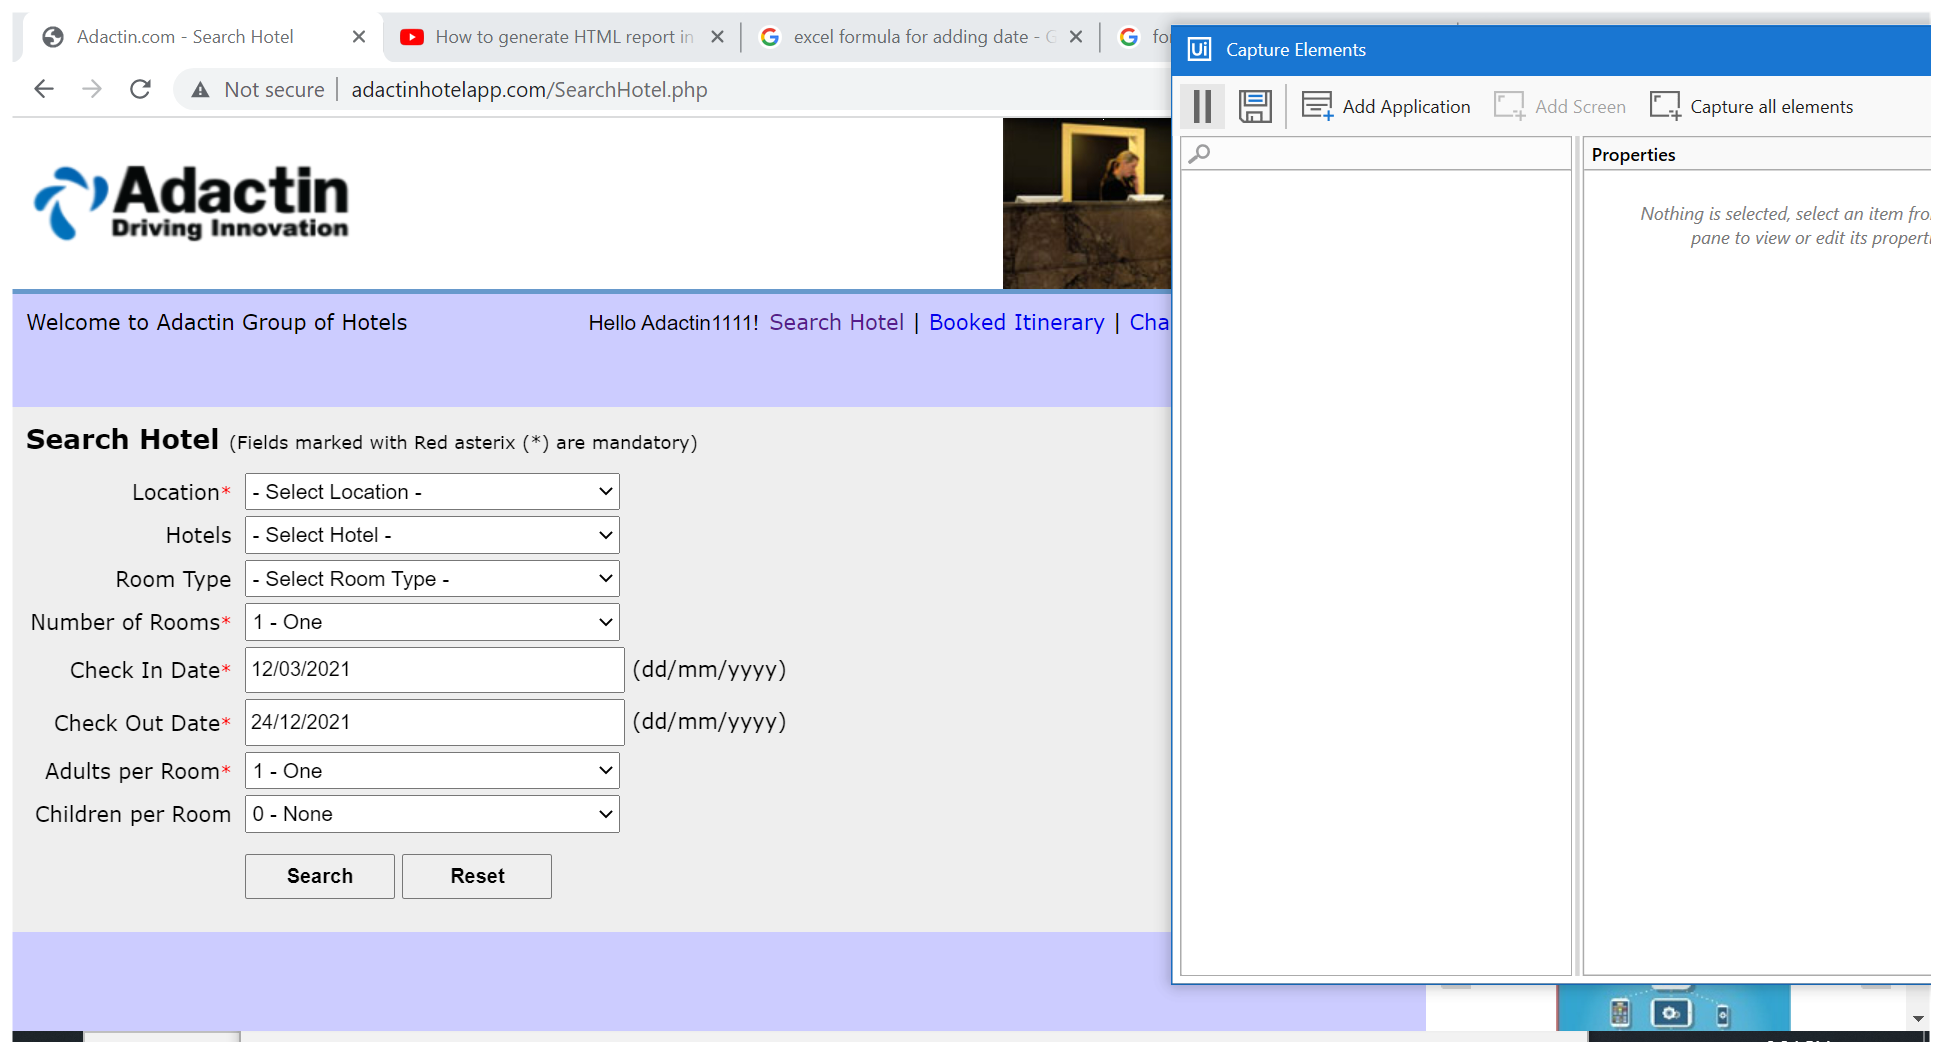 Adactin.com - Search Hotel
How to generate HTML report in
excel formula for adding date - G
fo
Capture Elements
Not secure
adactinhotelapp.com/SearchHotel.php
Add Application
Add Screen
Capture all elements
Properties
Nothing is selected, select an item fro
pane to view or edit its properti
Adactin
Driving Innovation
Welcome to Adactin Group of Hotels
Hello Adactin1111! Search Hotel | Booked Itinerary | Cha
Search Hotel (Fields marked with Red asterix (*) are mandatory)
Location* - Select Location -
Hotels - Select Hotel -
Room Type - Select Room Type -
Number of Rooms* 1 - One
Check In Date* 12/03/2021 (dd/mm/yyyy)
Check Out Date* 24/12/2021 (dd/mm/yyyy)
Adults per Room* 1 - One
Children per Room 0 - None
Search Reset